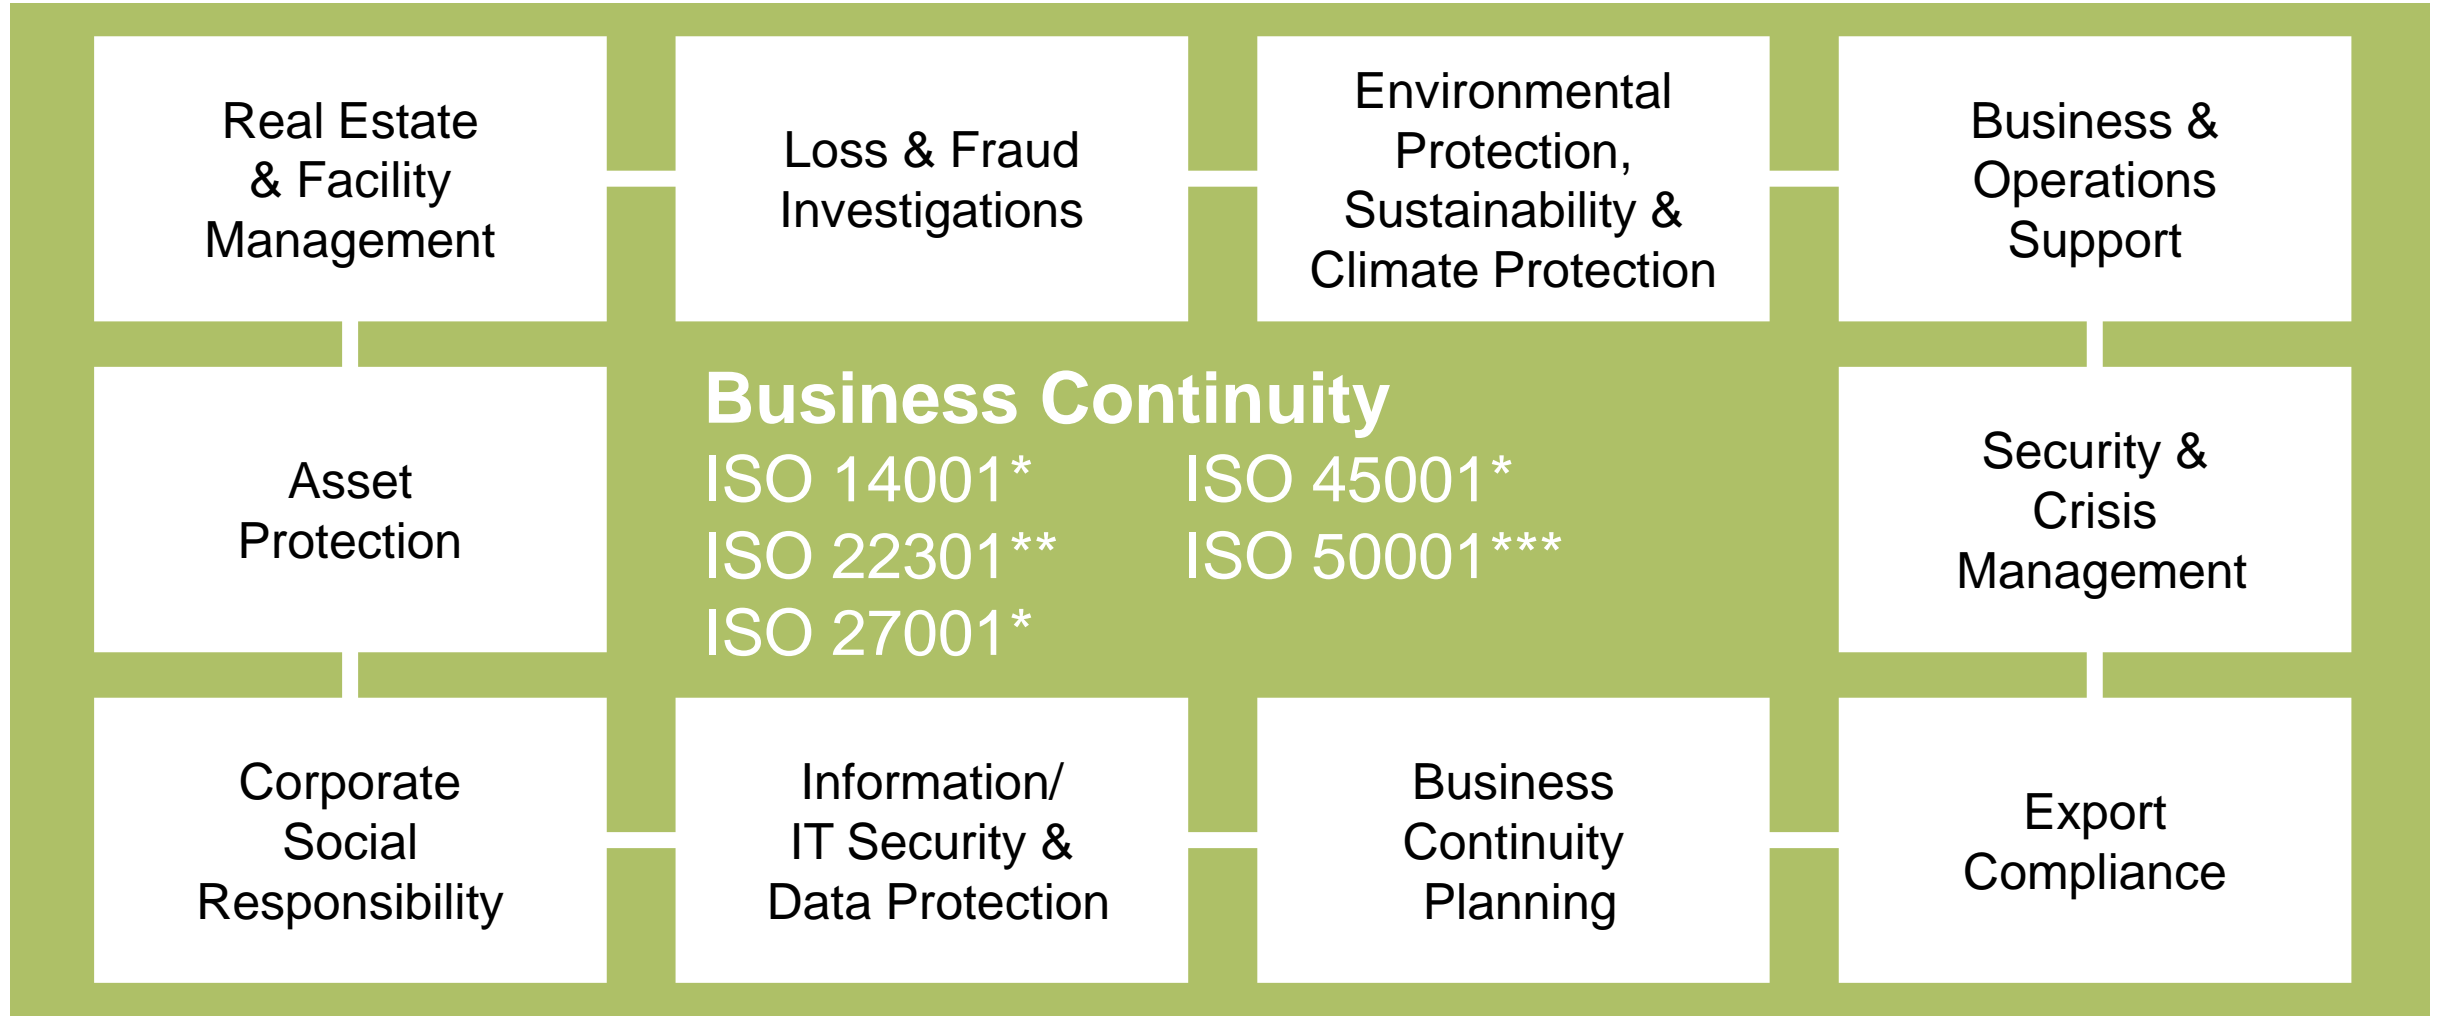 Real Estate
& Facility
Management
Loss & Fraud
Investigations
Environmental
Protection,
Sustainability &
Climate Protection
Business &
Operations
Support
Asset
Protection
Business Continuity
ISO 14001*
ISO 45001*
ISO 22301**
ISO 50001***
ISO 27001*
Security &
Crisis
Management
Corporate
Social
Responsibility
Information/
IT Security &
Data Protection
Business
Continuity
Planning
Export
Compliance